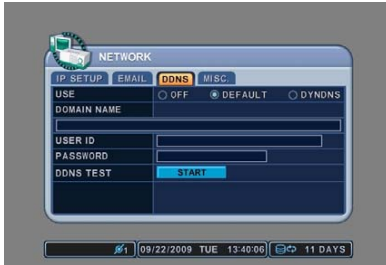 NETWORK
IP SETUP EMAIL DDNS MISC.
USE OFF DEFAULT DYNDNS
DOMAIN NAME
USER ID
PASSWORD
DDNS TEST START
1 09/22/2009 TUE 13:40:06 11 DAYS